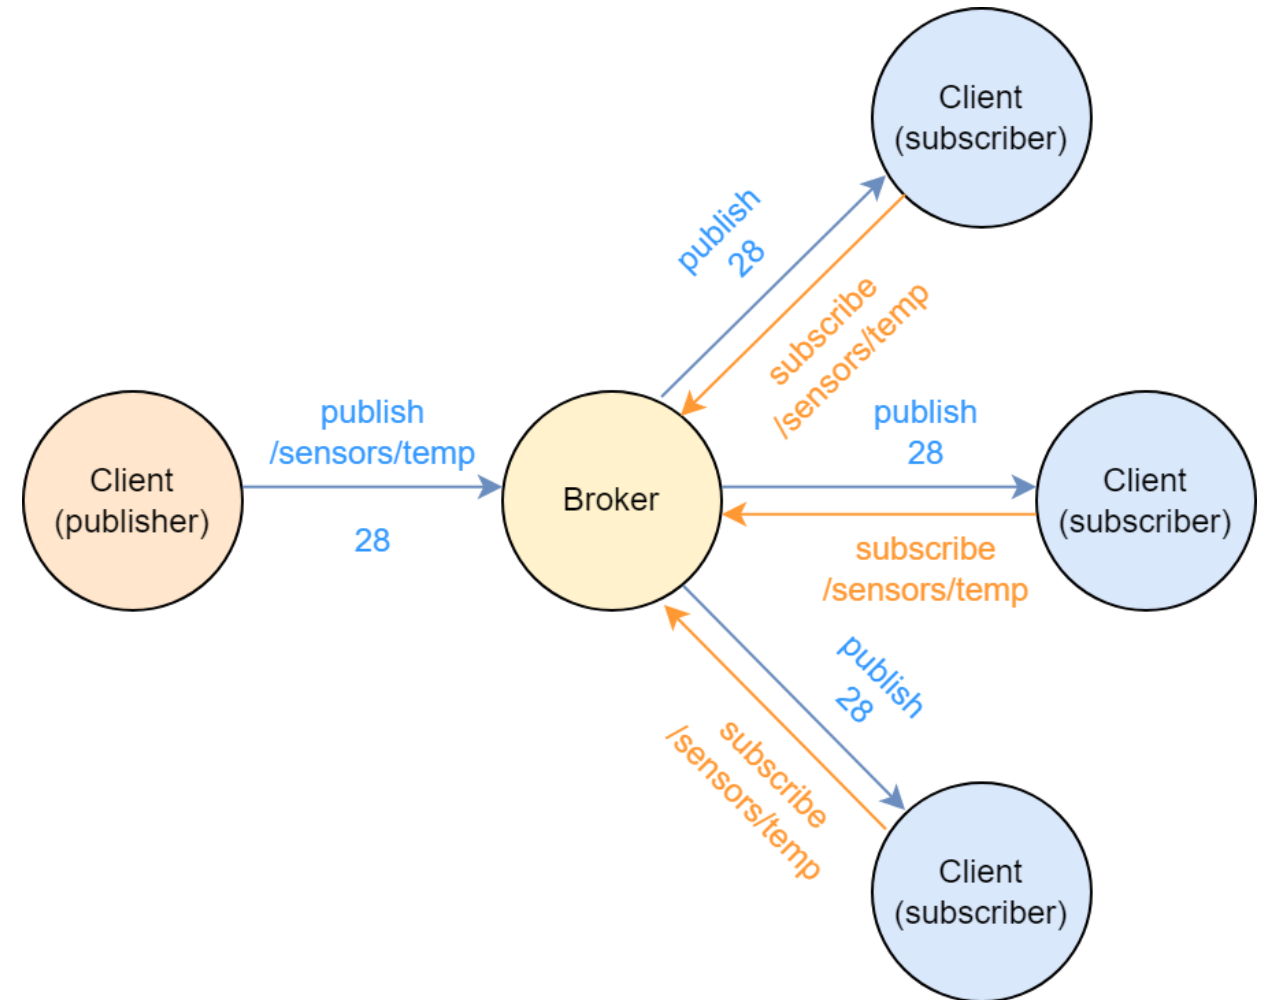 Client
(subscriber)
publish
28
subscribe
/sensors/temp
Client
(publisher)
publish
/sensors/temp
28
Broker
publish
28
subscribe
/sensors/temp
Client
(subscriber)
publish
28
subscribe
/sensors/temp
Client
(subscriber)